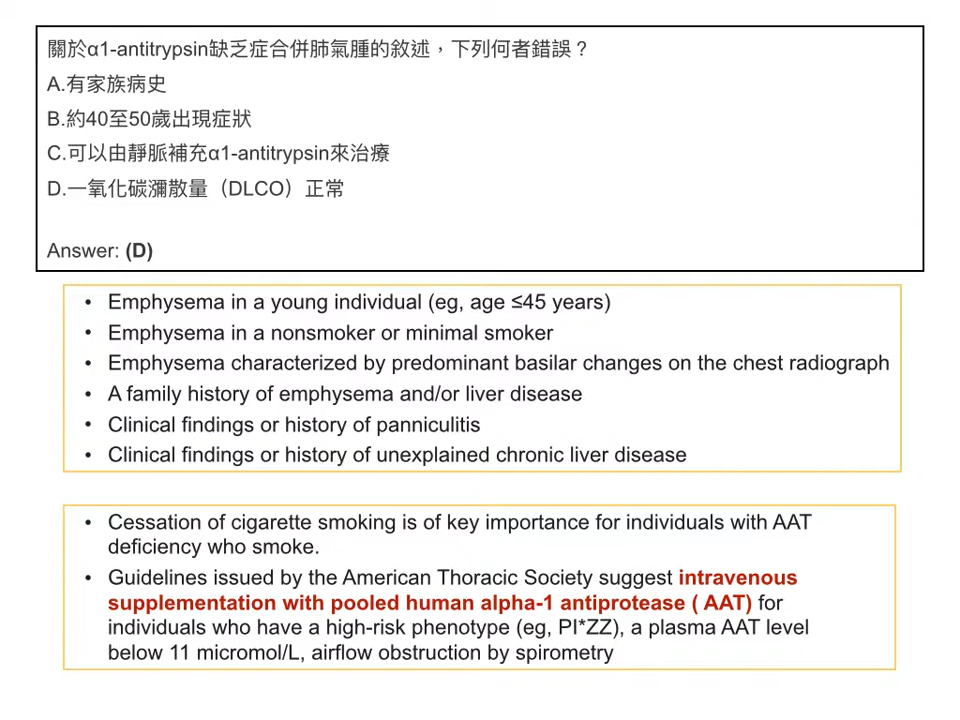 關於α1-antitrypsin缺乏症合併肺氣腫的敘述，下列何者錯誤？
A.有家族病史
B.約40至50歲出現症狀
C.可以由靜脈補充α1-antitrypsin來治療
D.一氧化碳瀰散量（DLCO）正常
Answer: (D)
• Emphysema in a young individual (eg, age ≤45 years)
• Emphysema in a nonsmoker or minimal smoker
• Emphysema characterized by predominant basilar changes on the chest radiograph
• A family history of emphysema and/or liver disease
• Clinical findings or history of panniculitis
• Clinical findings or history of unexplained chronic liver disease
• Cessation of cigarette smoking is of key importance for individuals with AAT
deficiency who smoke.
• Guidelines issued by the American Thoracic Society suggest intravenous
supplementation with pooled human alpha-1 antiprotease ( AAT) for
individuals who have a high-risk phenotype (eg, PI*ZZ), a plasma AAT level
below 11 micromol/L, airflow obstruction by spirometry